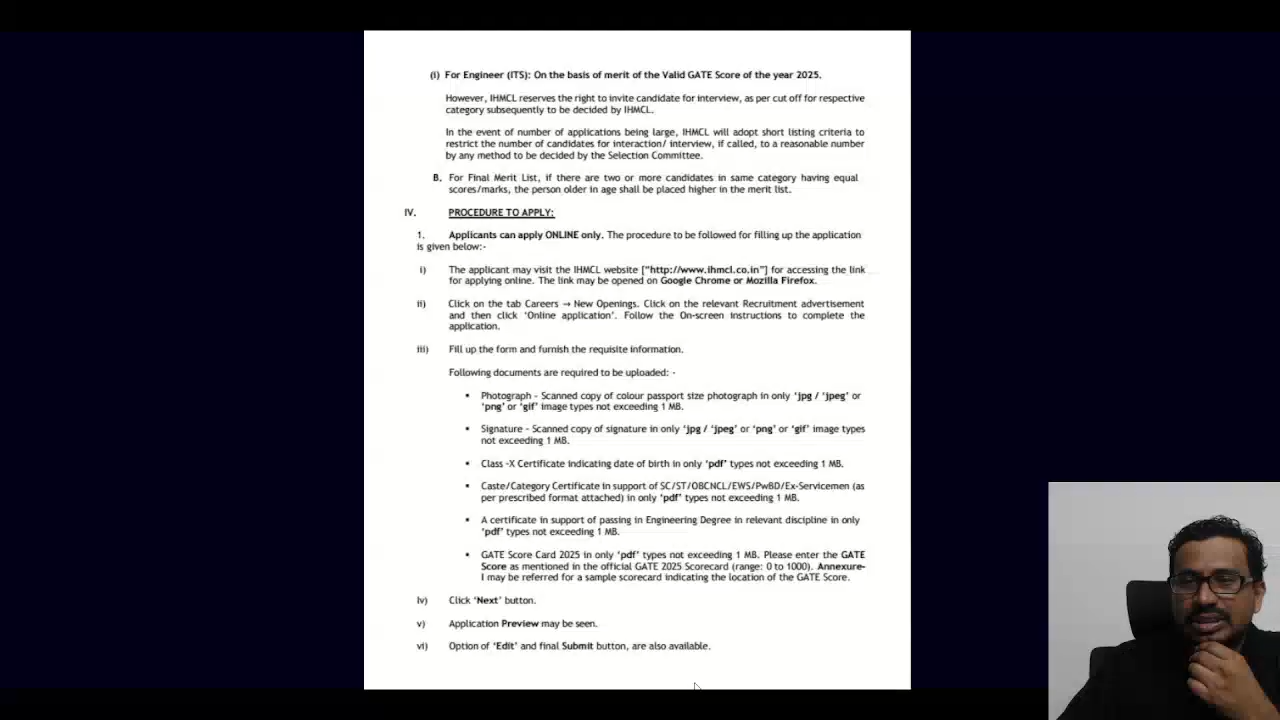 (i) For Engineer (ITS): On the basis of merit of the Valid GATE Score of the year 2025.
However, IHMCL reserves the right to invite candidate for interview, as per cut off for respective
category subsequently to be decided by IHMCL.
In the event of number of applications being large, IHMCL will adopt short listing criteria to
restrict the number of candidates for interaction/ interview, if called, to a reasonable number
by any method to be decided by the Selection Committee.
B. For Final Merit List, if there are two or more candidates in same category having equal
scores/marks, the person older in age shall be placed higher in the merit list.
IV. PROCEDURE TO APPLY:
1. Applicants can apply ONLINE only. The procedure to be followed for filling up the application
is given below:-
i) The applicant may visit the IHMCL website ["http://www.ihmcl.co.in"] for accessing the link
for applying online. The link may be opened on Google Chrome or Mozilla Firefox.
ii) Click on the tab Careers → New Openings. Click on the relevant Recruitment advertisement
and then click 'Online application'. Follow the On-screen instructions to complete the
application.
iii) Fill up the form and furnish the requisite information.
Following documents are required to be uploaded: -
▪ Photograph - Scanned copy of colour passport size photograph in only 'jpg / 'jpeg' or
'png' or 'gif' image types not exceeding 1 MB.
▪ Signature - Scanned copy of signature in only 'jpg / 'jpeg' or 'png' or 'gif' image types
not exceeding 1 MB.
▪ Class -X Certificate indicating date of birth in only 'pdf' types not exceeding 1 MB.
▪ Caste/Category Certificate in support of SC/ST/OBCNCL/EWS/PwBD/Ex-Servicemen (as
per prescribed format attached) in only 'pdf' types not exceeding 1 MB.
▪ A certificate in support of passing in Engineering Degree in relevant discipline in only
'pdf' types not exceeding 1 MB.
▪ GATE Score Card 2025 in only 'pdf' types not exceeding 1 MB. Please enter the GATE
Score as mentioned in the official GATE 2025 Scorecard (range: 0 to 1000). Annexure-
I may be referred for a sample scorecard indicating the location of the GATE Score.
iv) Click 'Next' button.
v) Application Preview may be seen.
vi) Option of 'Edit' and final Submit button, are also available.